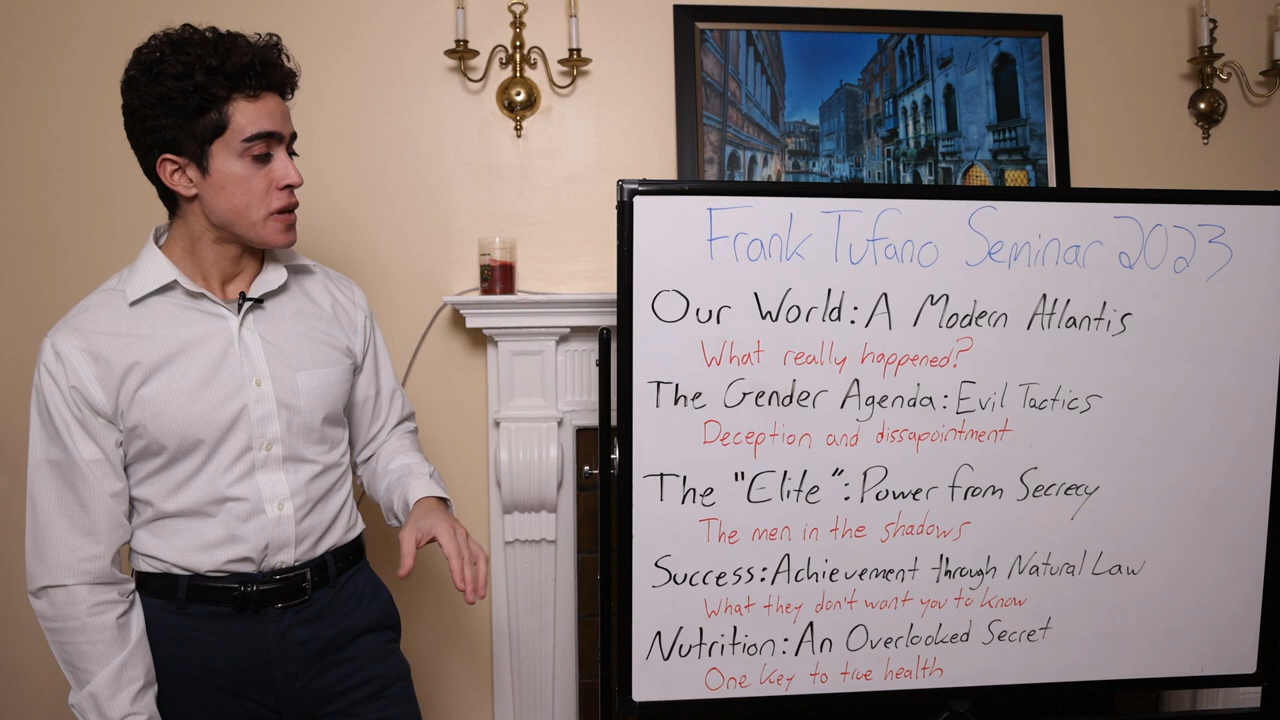 Frank Tufano Seminar 2023
Our World: A Modern Atlantis
What really happened?
The Gender Agenda: Evil Tactics
Deception and dissapointment
The "Elite": Power from Secrecy
The men in the shadows
Success: Achievement through Natural Law
What they don't want you to know
Nutrition: An Overlooked Secret
One key to true health